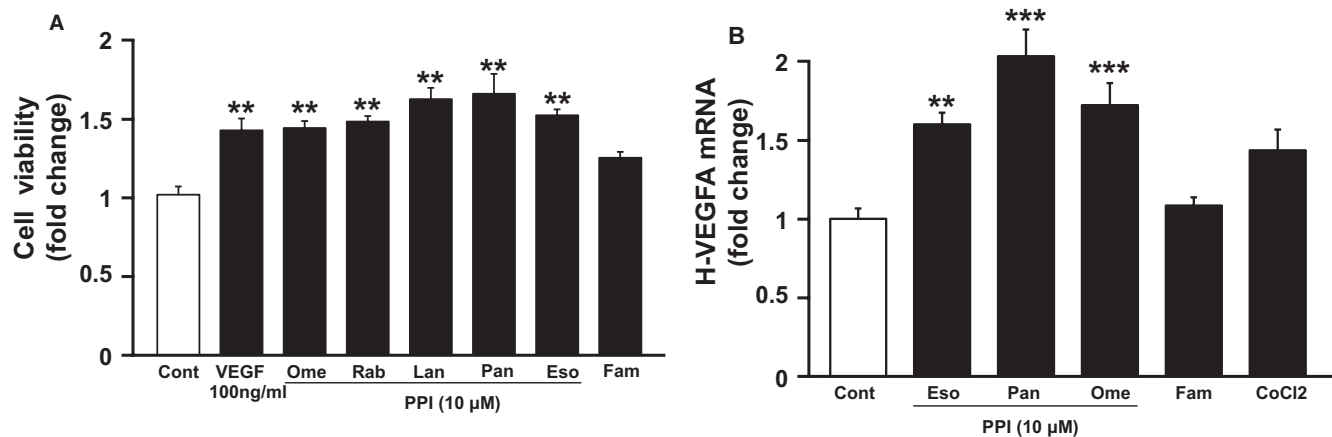 A
Cell viability
(fold change)
2
1.5
1
0.5
0
**
**
**
**
**
**
Cont
VEGF
100ng/ml
Ome
Rab
Lan
Pan
Eso
Fam
PPI (10 µM)
B
H-VEGFA mRNA
(fold change)
2
1.5
1
0.5
0
**
***
***
Cont
Eso
Pan
Ome
Fam
CoCl2
PPI (10 µM)